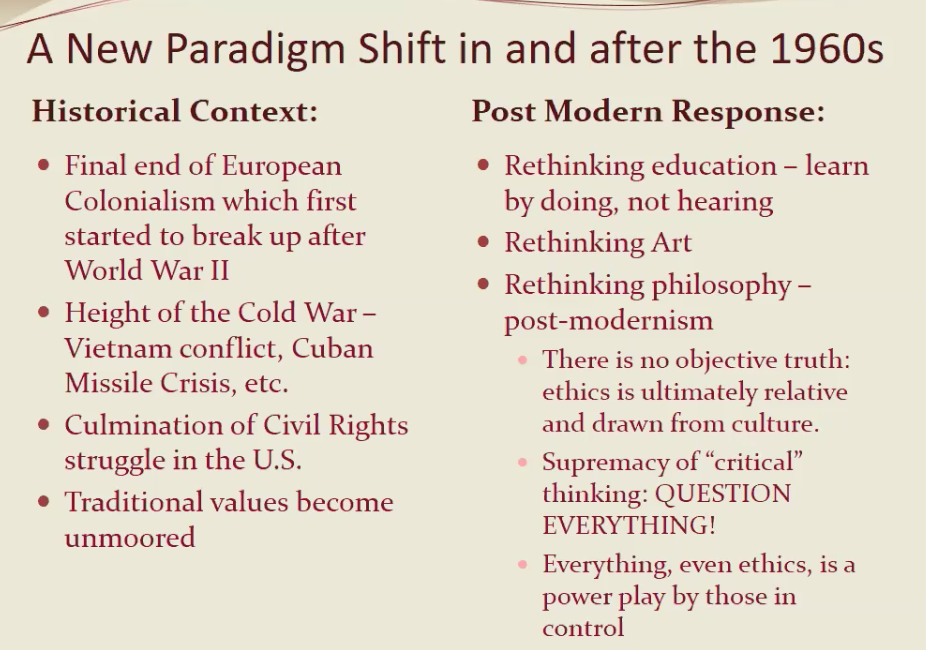 A New Paradigm Shift in and after the 1960s
Historical Context:
• Final end of European
Colonialism which first
started to break up after
World War II
• Height of the Cold War –
Vietnam conflict, Cuban
Missile Crisis, etc.
• Culmination of Civil Rights
struggle in the U.S.
• Traditional values become
unmoored
Post Modern Response:
• Rethinking education – learn
by doing, not hearing
• Rethinking Art
• Rethinking philosophy –
post-modernism
• There is no objective truth:
ethics is ultimately relative
and drawn from culture.
• Supremacy of “critical”
thinking: QUESTION
EVERYTHING!
• Everything, even ethics, is a
power play by those in
control